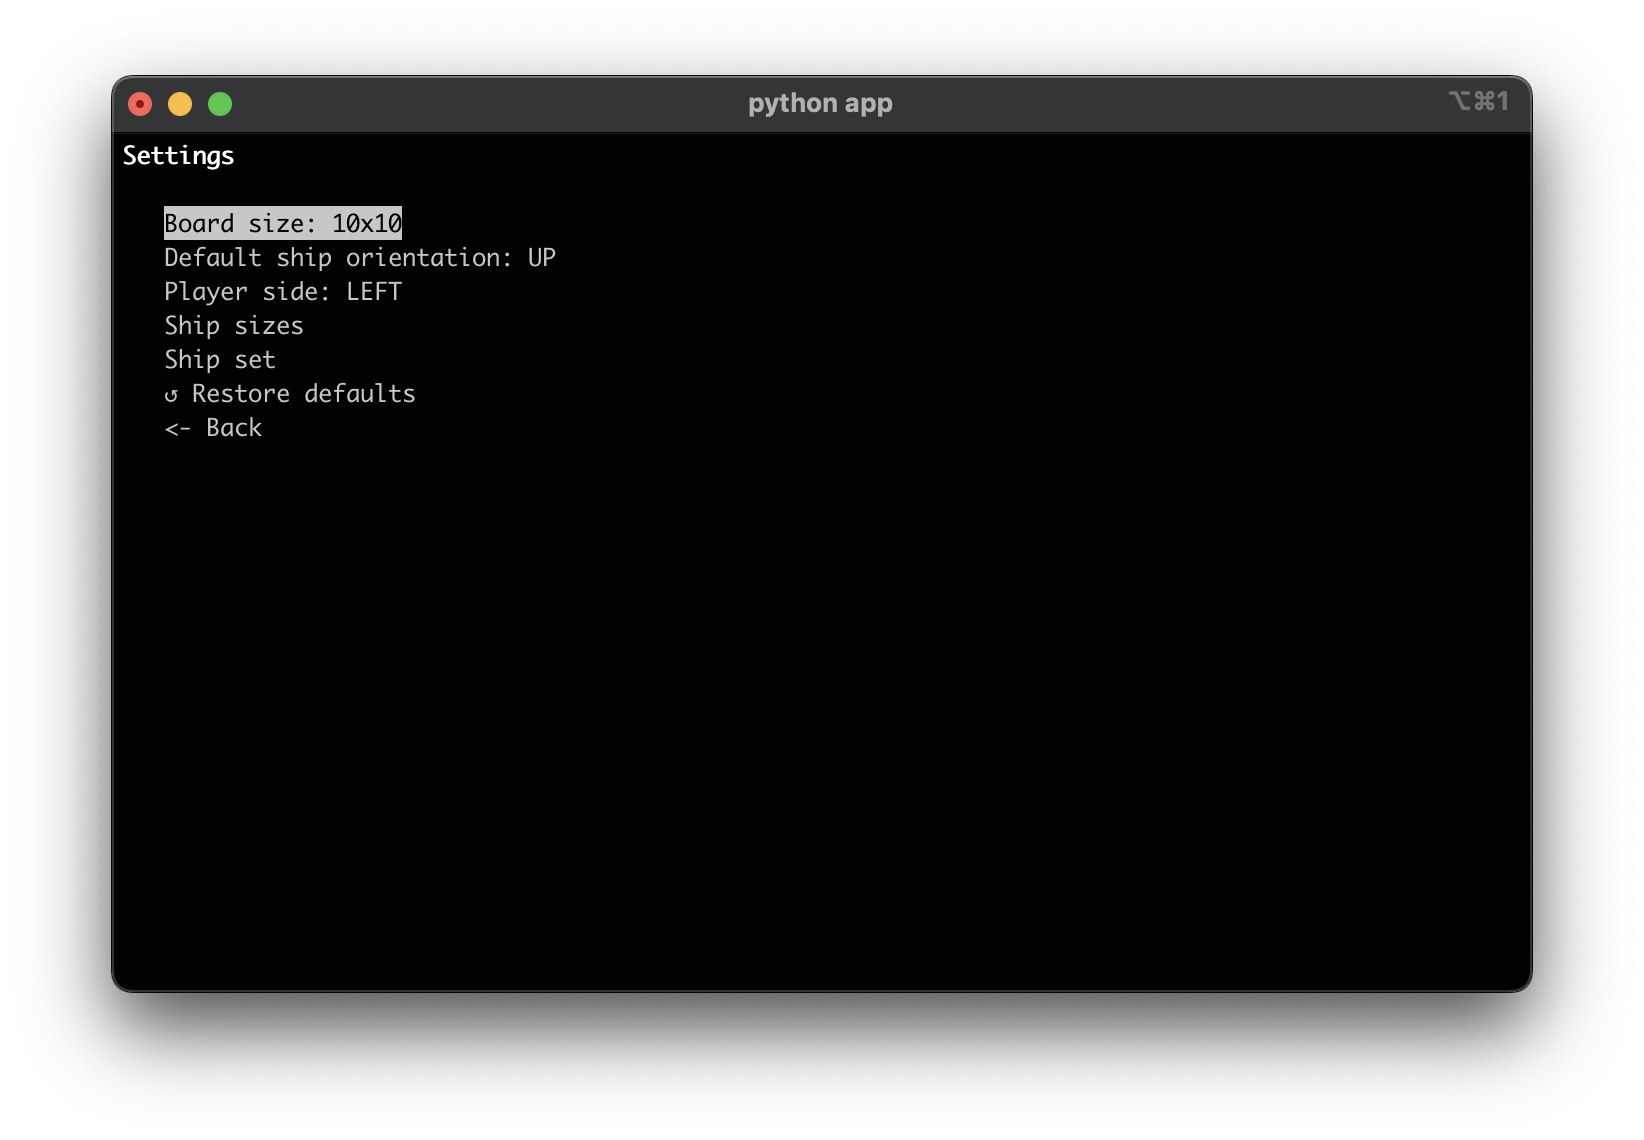 python app
⌥⌘1
Settings
Board size: 10x10
Default ship orientation: UP
Player side: LEFT
Ship sizes
Ship set
↺ Restore defaults
<- Back